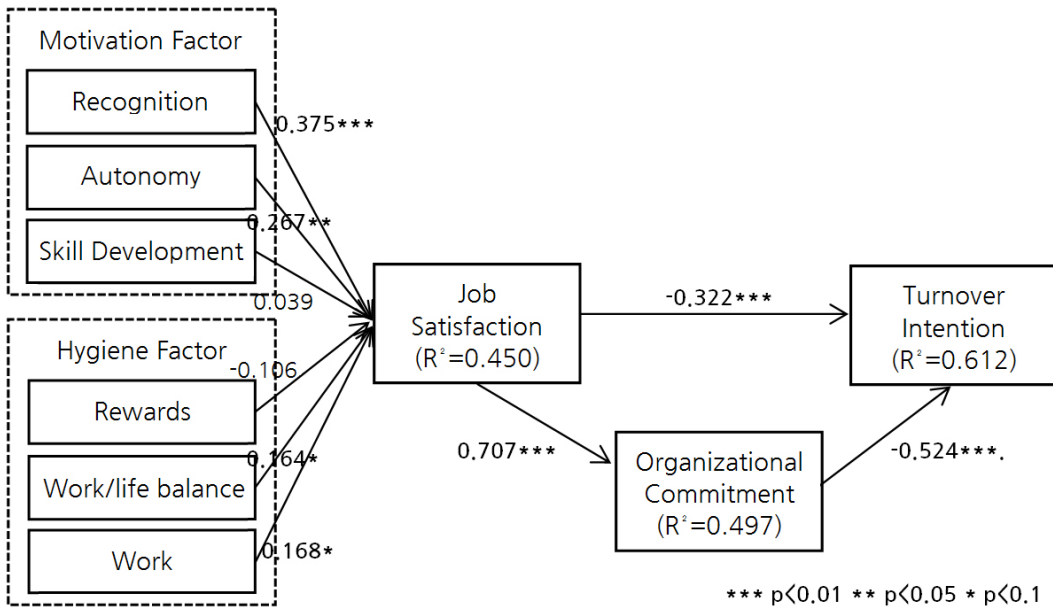 Motivation Factor
Recognition
0.375***
Autonomy
0.267**
Skill Development
0.039
Hygiene Factor
-0.106
Rewards
Work/life balance
0.164*
Work
0.168*
Job
Satisfaction
(R²=0.450)
-0.322***
Turnover
Intention
(R²=0.612)
0.707***
Organizational
Commitment
(R²=0.497)
-0.524***.
*** p<0.01 ** p<0.05 * p<0.1